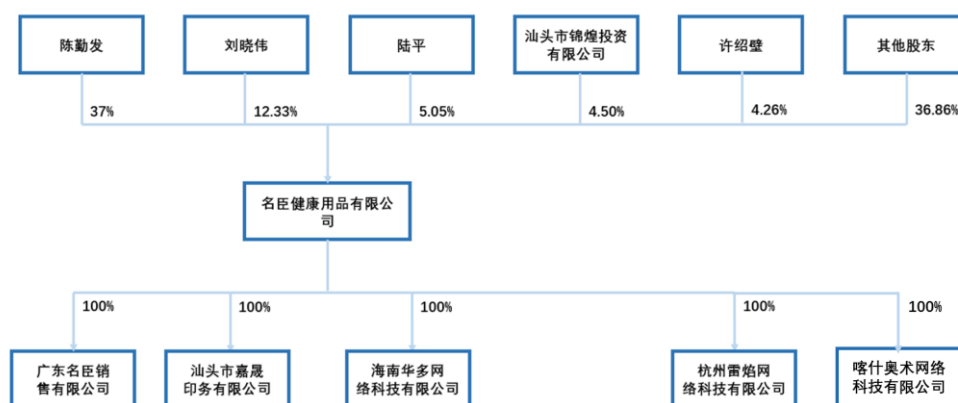 陈勤发
刘晓伟
陆平
汕头市锦煌投资
有限公司
许绍壁
其他股东
37%
12.33%
5.05%
4.50%
4.26%
36.86%
名臣健康用品有限公
司
100%
100%
100%
100%
100%
广东名臣销
售有限公司
汕头市嘉晟
印务有限公司
海南华多网
络科技有限公司
杭州雷焰网
络科技有限公司
喀什奥术网络
科技有限公司